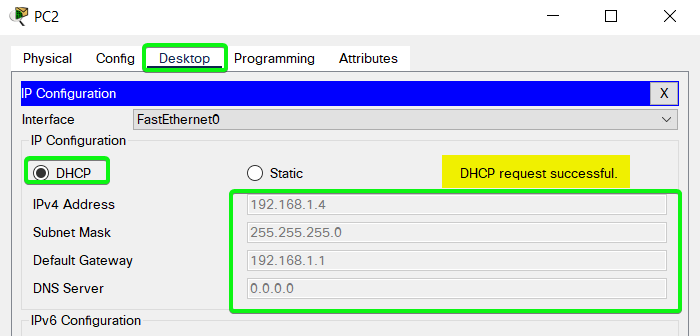 PC2
Physical Config Desktop Programming Attributes
IP Configuration X
Interface FastEthernet0
IP Configuration
DHCP Static DHCP request successful.
IPv4 Address 192.168.1.4
Subnet Mask 255.255.255.0
Default Gateway 192.168.1.1
DNS Server 0.0.0.0
IPv6 Configuration